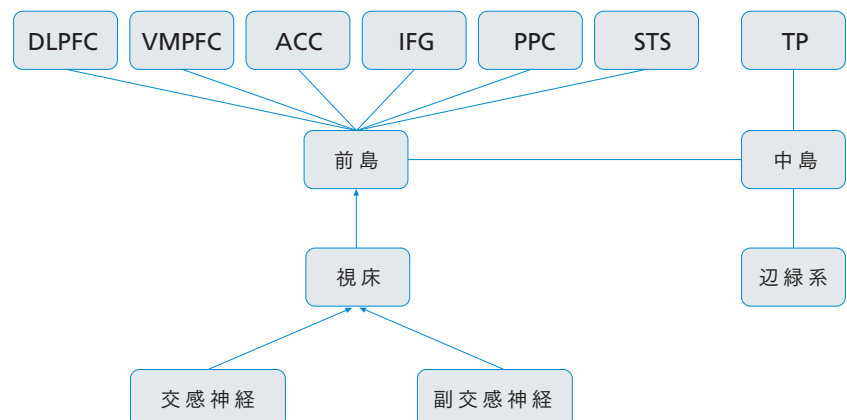 DLPFC
VMPFC
ACC
IFG
PPC
STS
TP
前島
中島
視床
辺縁系
交感神経
副交感神経